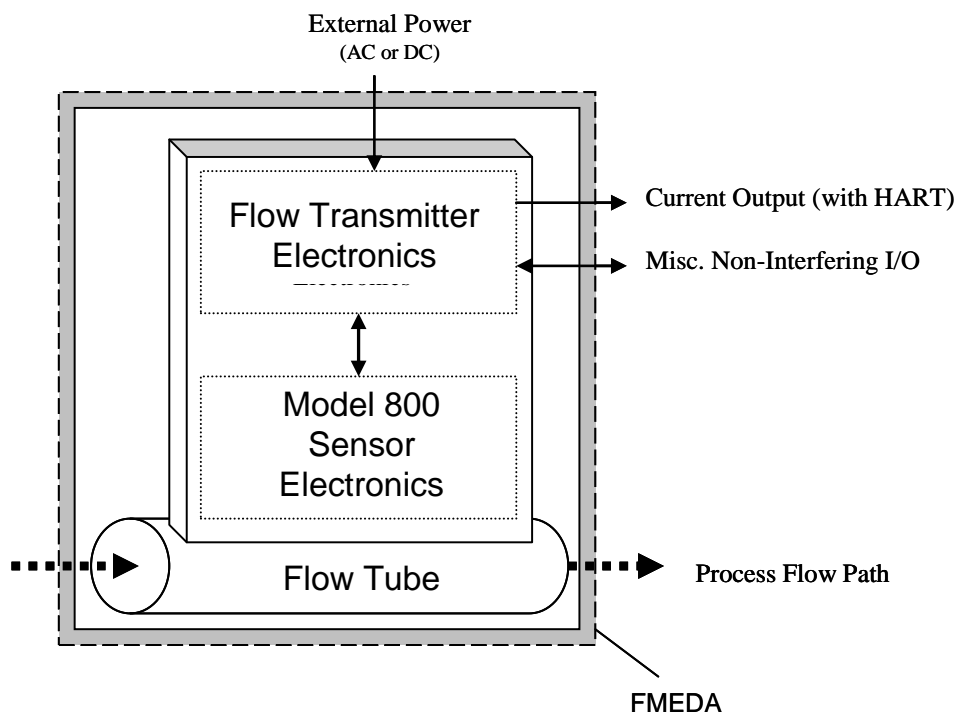 External Power
(AC or DC)
Flow Transmitter
Electronics
Electronics
Current Output (with HART)
Misc. Non-Interfering I/O
Model 800
Sensor
Electronics
Flow Tube
Process Flow Path
FMEDA